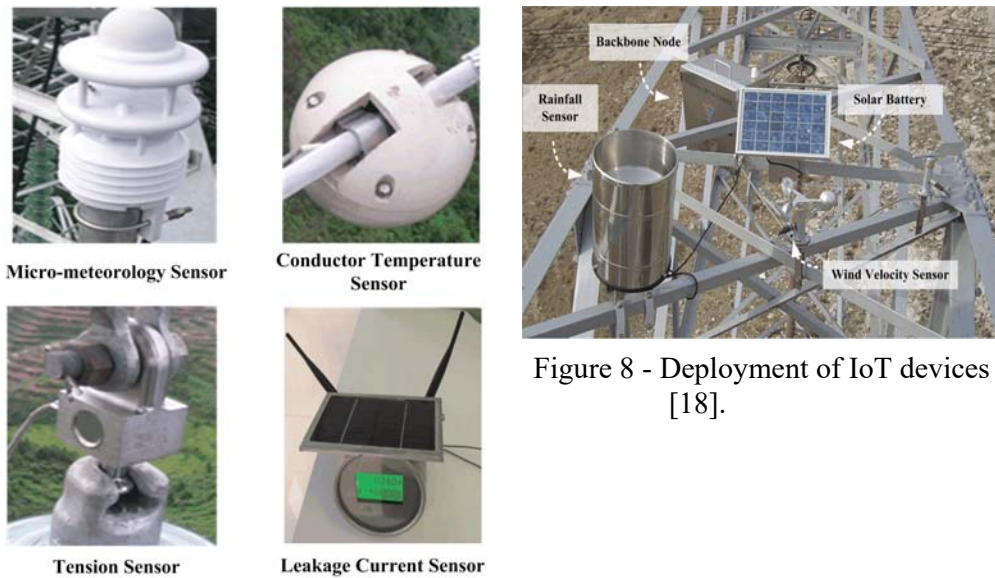 Micro-meteorology Sensor
Conductor Temperature
Sensor
Tension Sensor
Leakage Current Sensor
Backbone Node
Rainfall
Sensor
Solar Battery
Wind Velocity Sensor
Figure 8 - Deployment of IoT devices
[18].